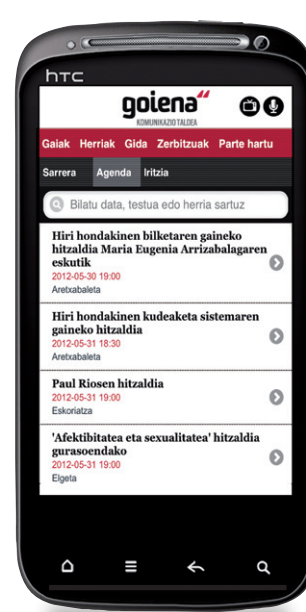 hTC
goiena
KOMUNIKAZIO TALDEA
Gaiak Herriak Gida Zerbitzuak Parte hartu
Sarrera Agenda Iritzia
Bilatu data, testua edo herria sartuz
Hiri hondakinen bilketaren gaineko
hitzaldia Maria Eugenia Arrizabalagaren
eskutik
2012-05-30 19:00
Aretxabaleta
Hiri hondakinen kudeaketa sistemaren
gaineko hitzaldia
2012-05-31 18:30
Aretxabaleta
Paul Riosen hitzaldia
2012-05-31 19:00
Eskoriatza
'Afektibitatea eta sexualitatea' hitzaldia
gurasoendako
2012-05-31 19:00
Elgeta